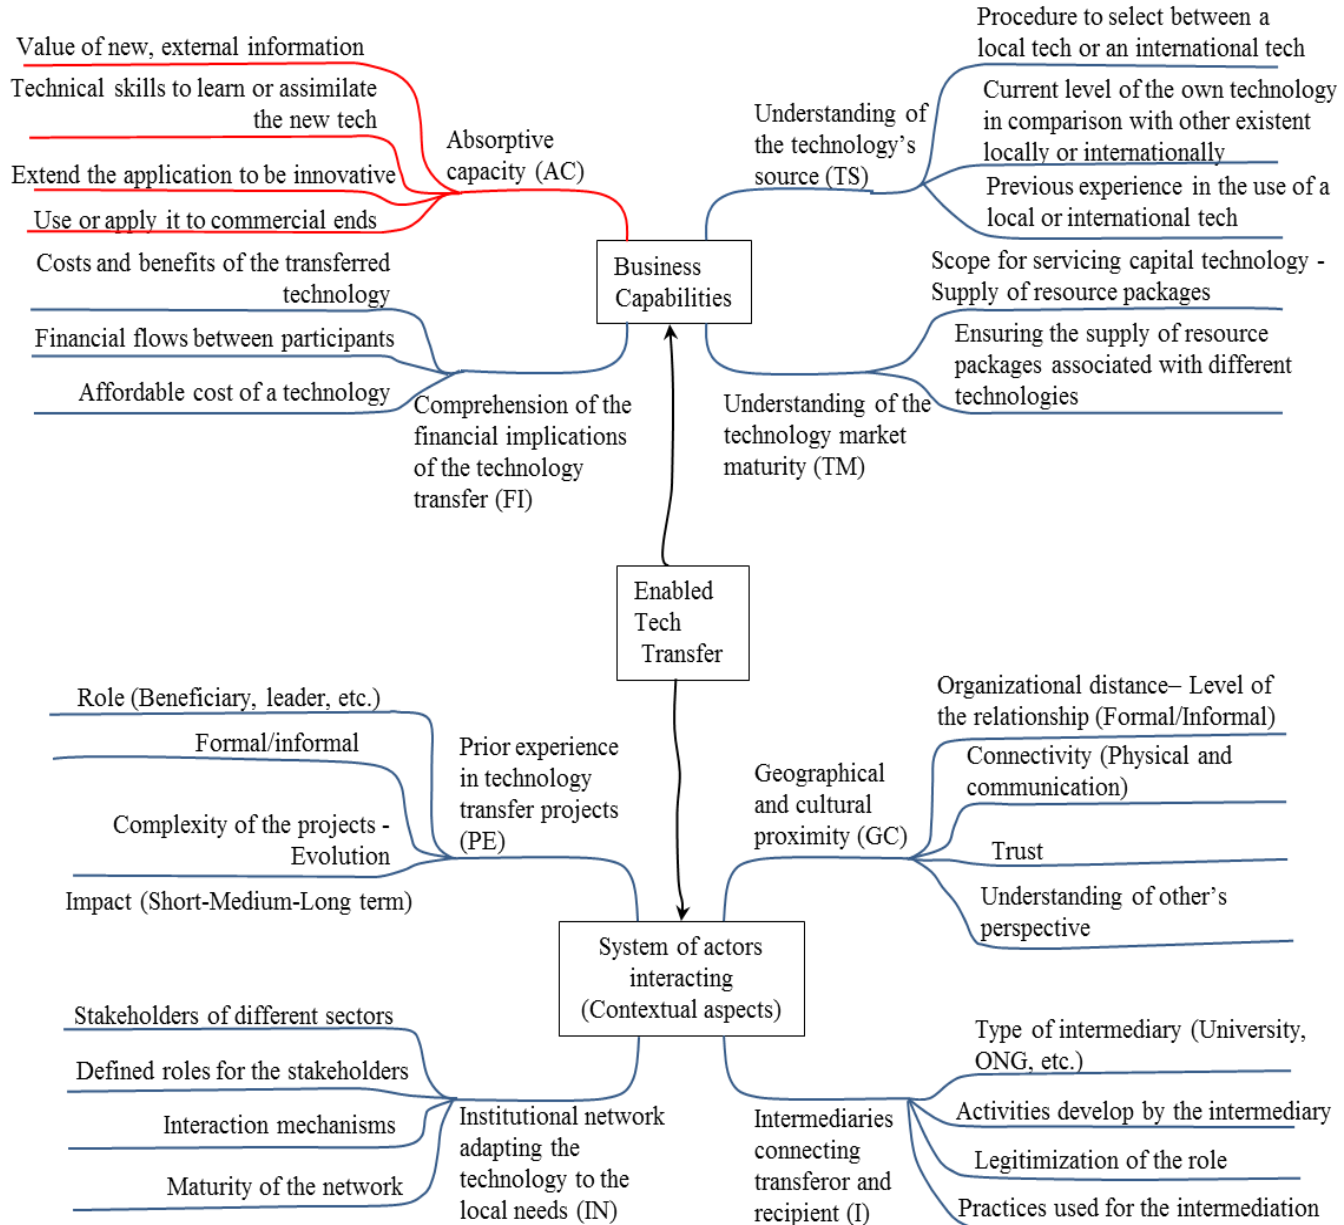 Value of new, external information
Technical skills to learn or assimilate
the new tech
Extend the application to be innovative
Use or apply it to commercial ends
Absorptive
capacity (AC)
Costs and benefits of the transferred
technology
Financial flows between participants
Affordable cost of a technology
Comprehension of the
financial implications
of the technology
transfer (FI)
Business
Capabilities
Understanding of
the technology's
source (TS)
Procedure to select between a
local tech or an international tech
Current level of the own technology
in comparison with other existent
locally or internationally
Previous experience in the use of a
local or international tech
Scope for servicing capital technology -
Supply of resource packages
Ensuring the supply of resource
packages associated with different
technologies
Understanding of the
technology market
maturity (TM)
Enabled
Tech
Transfer
Role (Beneficiary, leader, etc.)
Formal/informal
Complexity of the projects -
Evolution
Impact (Short-Medium-Long term)
Prior experience
in technology
transfer projects
(PE)
Organizational distance– Level of
the relationship (Formal/Informal)
Connectivity (Physical and
communication)
Trust
Understanding of other's
perspective
Geographical
and cultural
proximity (GC)
System of actors
interacting
(Contextual aspects)
Stakeholders of different sectors
Defined roles for the stakeholders
Interaction mechanisms
Maturity of the network
Institutional network
adapting the
technology to the
local needs (IN)
Intermediaries
connecting
transferor and
recipient (I)
Type of intermediary (University,
ONG, etc.)
Activities develop by the intermediary
Legitimization of the role
Practices used for the intermediation